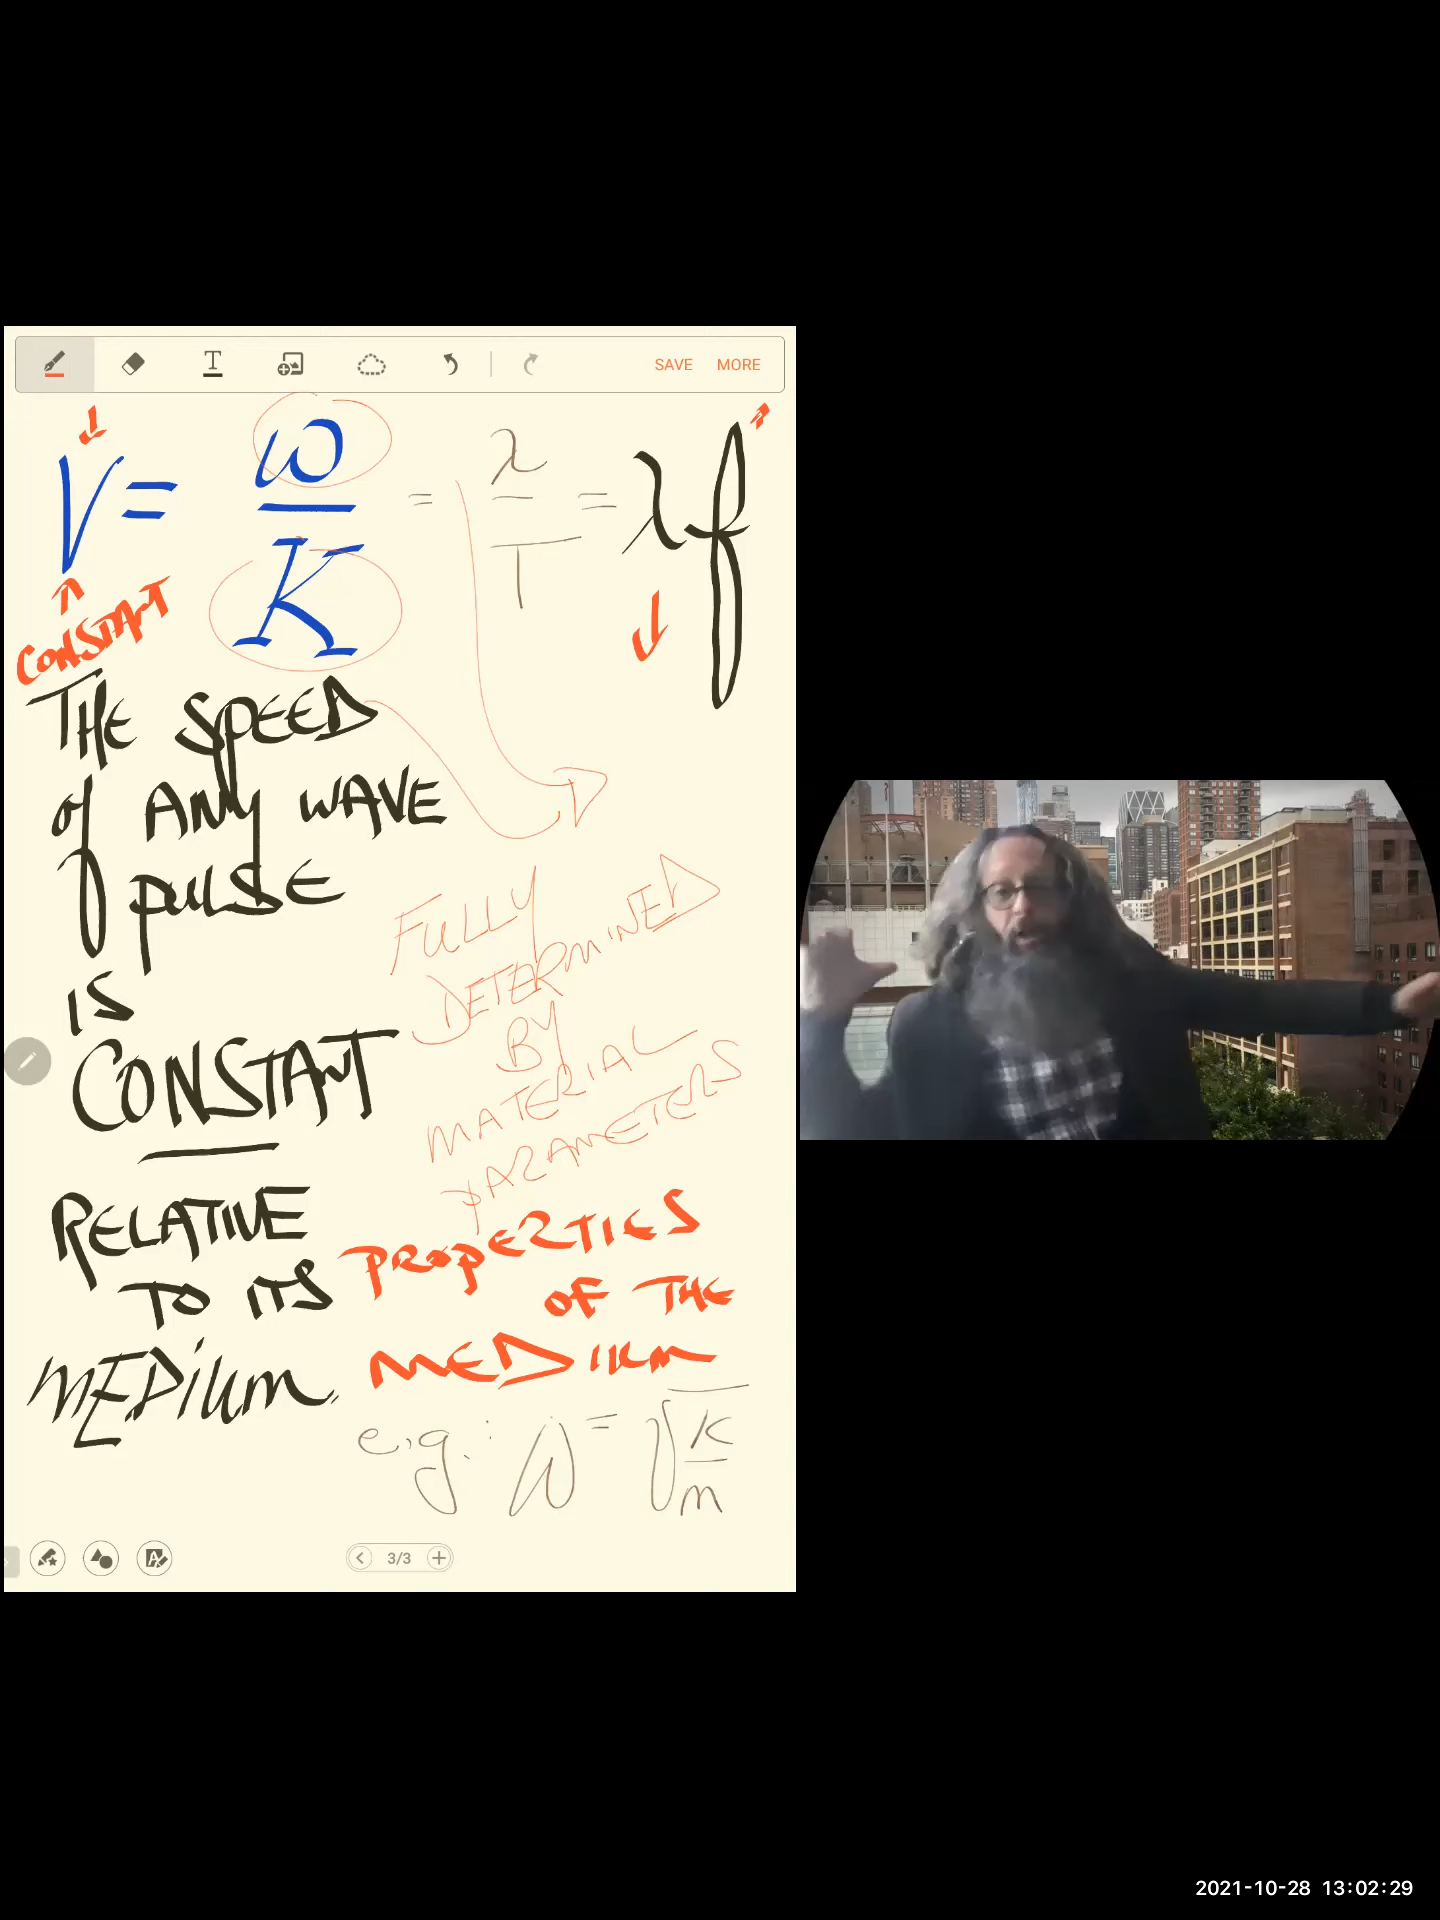 T
SAVE MORE
V = ω/K = λ/T = λf
CONSTANT
THE SPEED
of ANY WAVE
pulse
IS
CONSTANT
RELATIVE
TO ITS
MEDIUM.
FULLY
DETERMINED
BY
MATERIAL
PARAMETERS
PROPERTIES
OF THE
MEDIUM
e.g.: ω = √K/m
3/3
2021-10-28 13:02:29